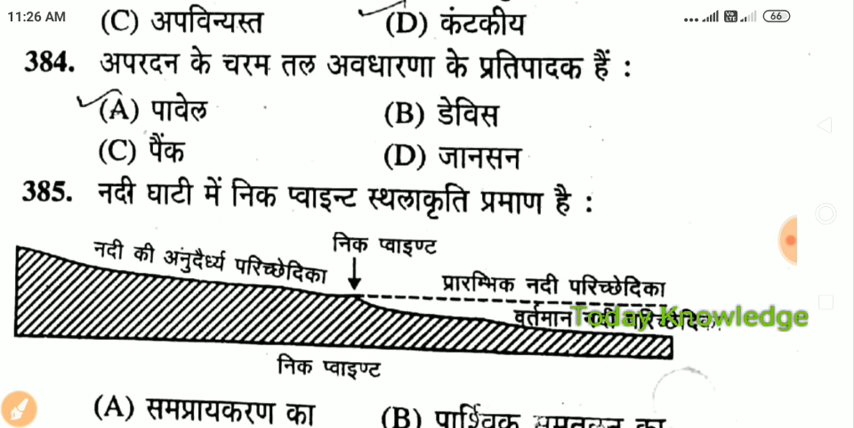 11:26 AM 66
(C) अपविन्यस्त (D) कंटकीय
384. अपरदन के चरम तल अवधारणा के प्रतिपादक हैं :
(A) पावेल (B) डेविस
(C) पैंक (D) जानसन
385. नदी घाटी में निक प्वाइन्ट स्थलाकृति प्रमाण है :
निक प्वाइण्ट
नदी की अनुदैर्ध्य परिच्छेदिका
प्रारम्भिक नदी परिच्छेदिका
वर्तमान
Today Knowledge
निक प्वाइण्ट
(A) समप्रायकरण का (B) पार्श्विक का